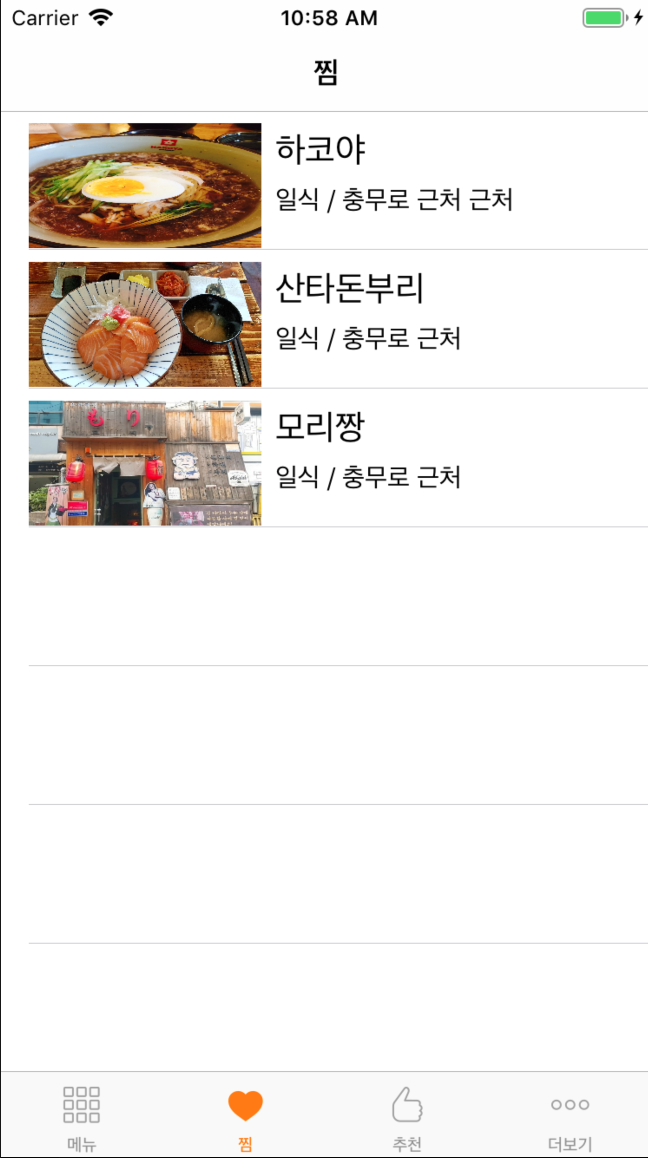 Carrier 10:58 AM
찜
하코야
일식 / 충무로 근처 근처
산타돈부리
일식 / 충무로 근처
もり
모리짱
일식 / 충무로 근처
메뉴 찜 추천 더보기